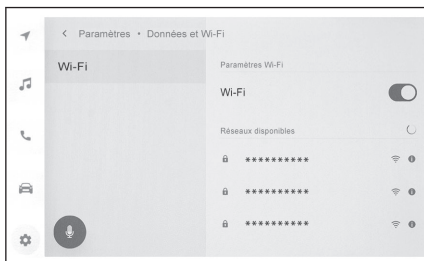 Paramètres • Données et Wi-Fi
Wi-Fi
Paramètres Wi-Fi
Wi-Fi
Réseaux disponibles
**********
**********
**********